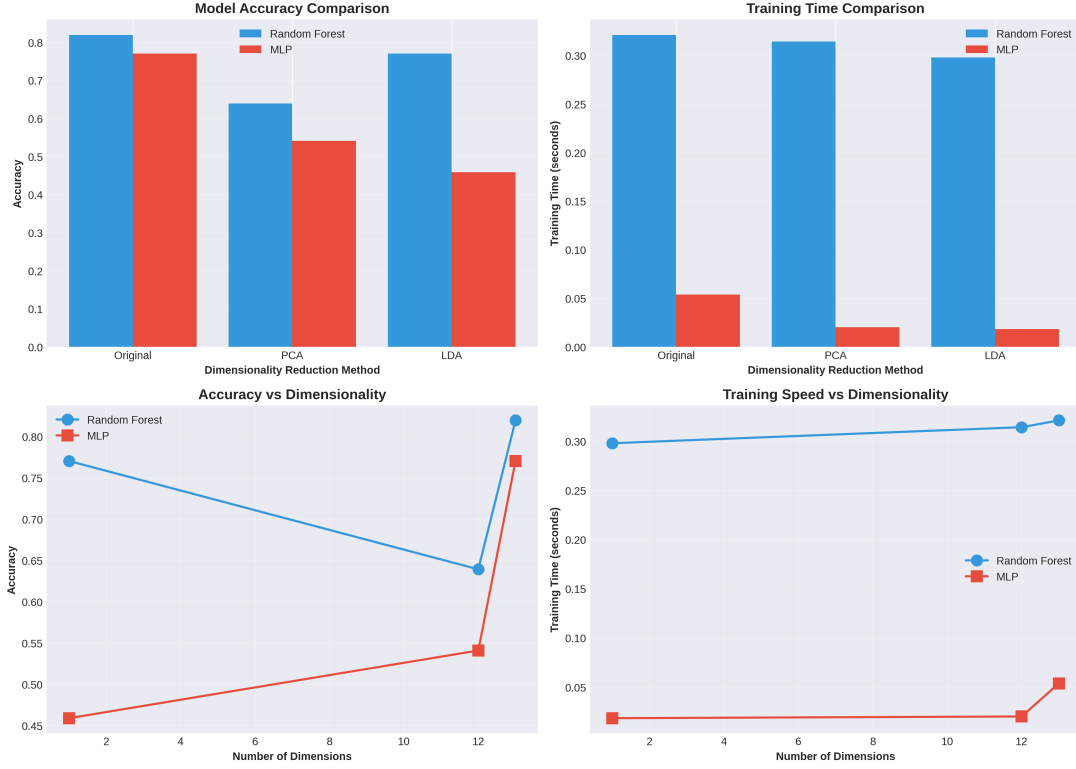 Model Accuracy Comparison
Accuracy
0.8
0.7
0.6
0.5
0.4
0.3
0.2
0.1
0.0
Random Forest
MLP
Original PCA LDA
Dimensionality Reduction Method
Training Time Comparison
Training Time (seconds)
0.30
0.25
0.20
0.15
0.10
0.05
0.00
Random Forest
MLP
Original PCA LDA
Dimensionality Reduction Method
Accuracy vs Dimensionality
Accuracy
0.80
0.75
0.70
0.65
0.60
0.55
0.50
0.45
Random Forest
MLP
2 4 6 8 10 12
Number of Dimensions
Training Speed vs Dimensionality
Training Time (seconds)
0.30
0.25
0.20
0.15
0.10
0.05
Random Forest
MLP
2 4 6 8 10 12
Number of Dimensions